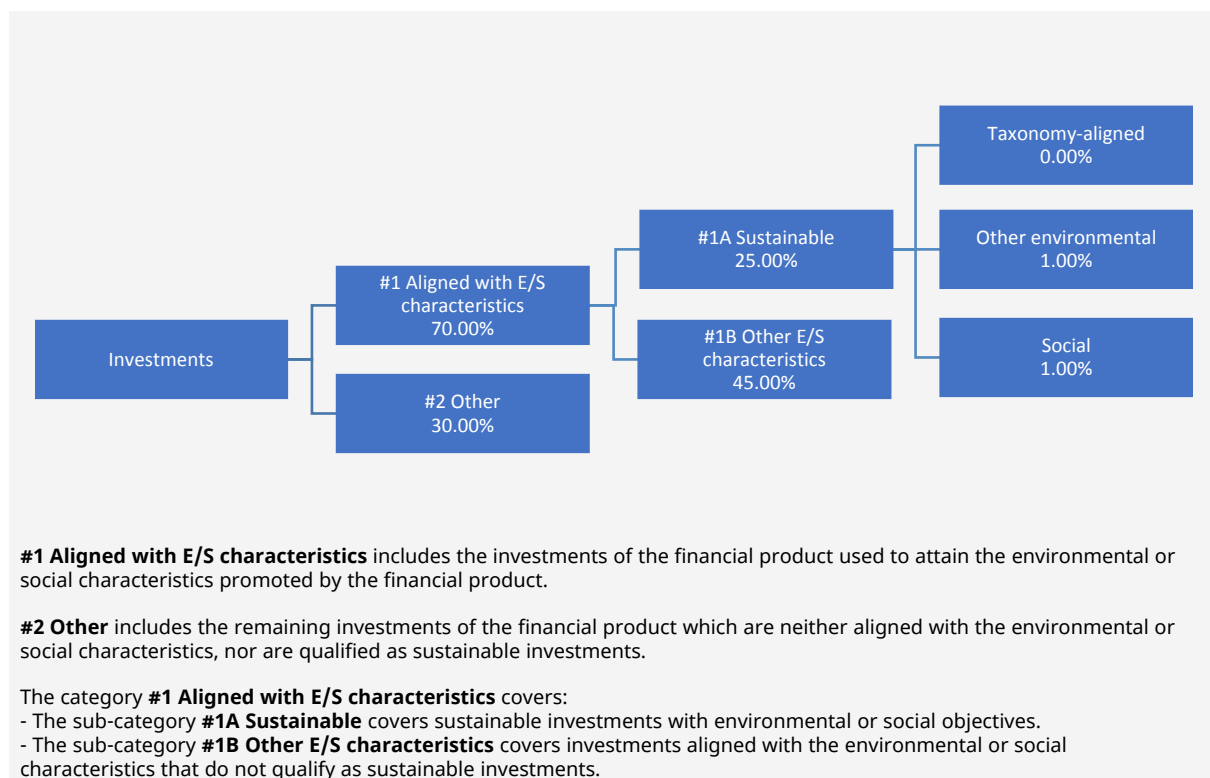 Taxonomy-aligned
0.00%
#1A Sustainable
25.00%
Other environmental
1.00%
#1 Aligned with E/S
characteristics
70.00%
Investments
#1B Other E/S
characteristics
45.00%
Social
1.00%
#2 Other
30.00%
#1 Aligned with E/S characteristics includes the investments of the financial product used to attain the environmental or
social characteristics promoted by the financial product.
#2 Other includes the remaining investments of the financial product which are neither aligned with the environmental or
social characteristics, nor are qualified as sustainable investments.
The category #1 Aligned with E/S characteristics covers:
- The sub-category #1A Sustainable covers sustainable investments with environmental or social objectives.
- The sub-category #1B Other E/S characteristics covers investments aligned with the environmental or social
characteristics that do not qualify as sustainable investments.